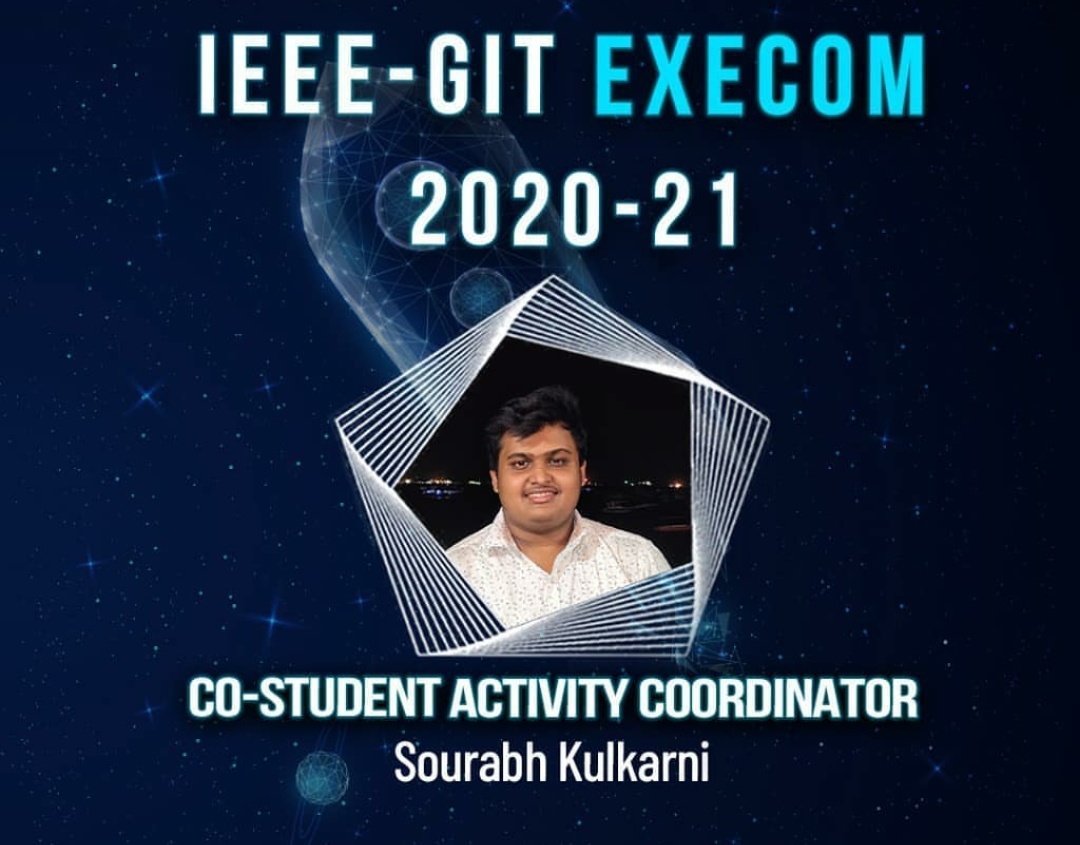 IEEE-GIT EXECOM
2020-21
CO-STUDENT ACTIVITY COORDINATOR
Sourabh Kulkarni